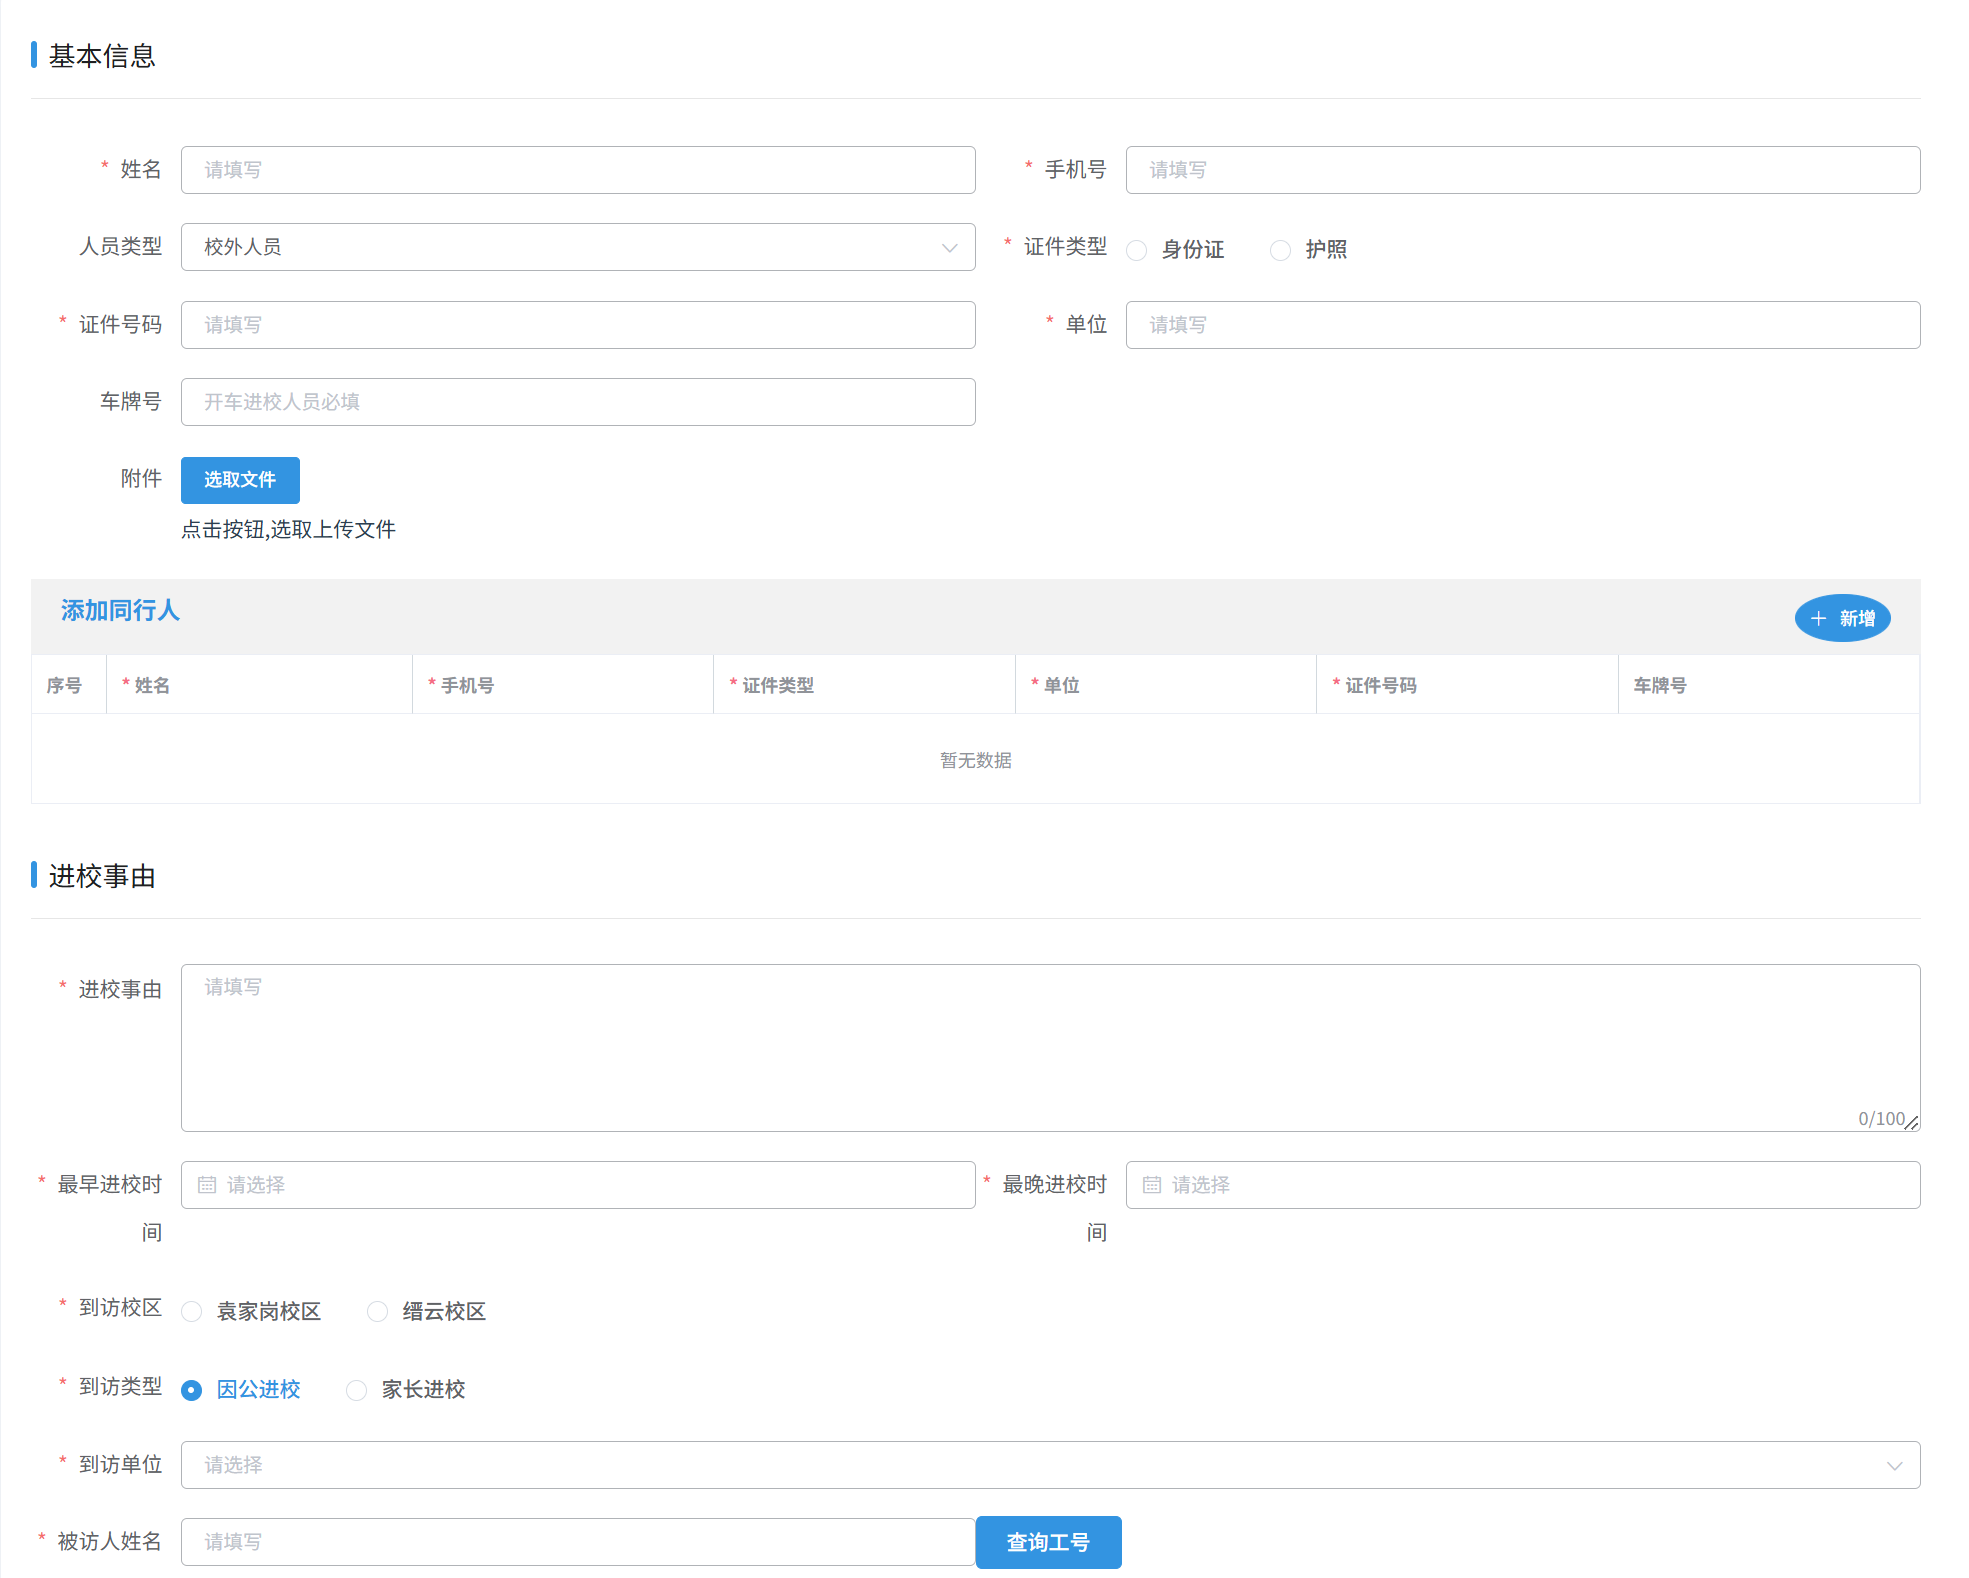 基本信息
* 姓名 请填写 * 手机号 请填写
人员类型 校外人员 * 证件类型 身份证 护照
* 证件号码 请填写 * 单位 请填写
车牌号 开车进校人员必填
附件 选取文件
点击按钮,选取上传文件
添加同行人 + 新增
序号 * 姓名 * 手机号 * 证件类型 * 单位 * 证件号码 车牌号
暂无数据
进校事由
* 进校事由 请填写
0/100
* 最早进校时间 请选择 * 最晚进校时间 请选择
* 到访校区 袁家岗校区 缙云校区
* 到访类型 因公进校 家长进校
* 到访单位 请选择
* 被访人姓名 请填写 查询工号